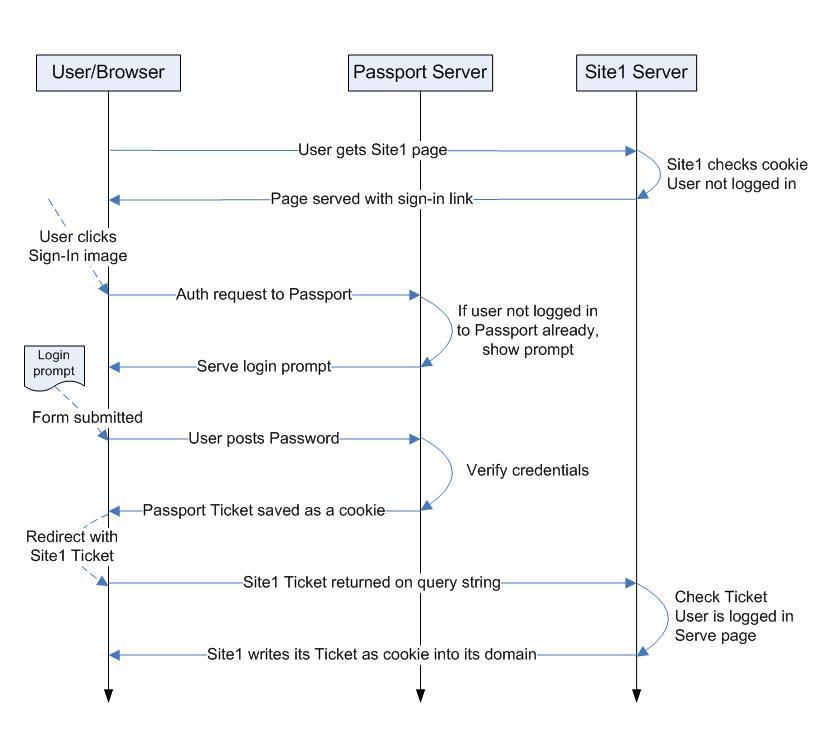 User/Browser
Passport Server
Site1 Server
User gets Site1 page
Site1 checks cookie
User not logged in
Page served with sign-in link
User clicks
Sign-In image
Auth request to Passport
If user not logged in
to Passport already,
show prompt
Serve login prompt
Login
prompt
Form submitted
User posts Password
Verify credentials
Passport Ticket saved as a cookie
Redirect with
Site1 Ticket
Site1 Ticket returned on query string
Check Ticket
User is logged in
Serve page
Site1 writes its Ticket as cookie into its domain